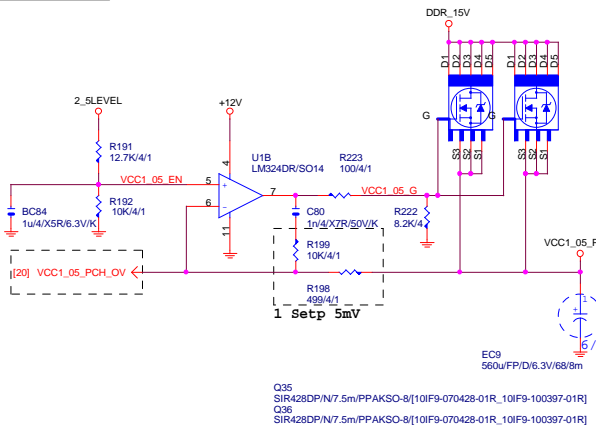 DDR_15V
D1 D2 D3 D4 D5 D1 D2 D3 D4 D5
2_5LEVEL
+12V
G G
R191
12.7K/4/1
U1B
LM324DR/SO14
R223
100/4/1
S3 S2 S1 S3 S2 S1
4
VCC1_05_EN
5
+
7
VCC1_05_G
BC84
1u/4/X5R/6.3V/K
R192
10K/4/1
6
-
11
C80
1n/4/X7R/50V/K
R222
8.2K/4
R199
10K/4/1
VCC1_05_P
[20] VCC1_05_PCH_OV
R198
499/4/1
1 Setp 5mV
1
+
6/
EC9
560u/FP/D/6.3V/68/8m
Q35
SIR428DP/N/7.5m/PPAKSO-8/[10IF9-070428-01R_10IF9-100397-01R]
Q36
SIR428DP/N/7.5m/PPAKSO-8/[10IF9-070428-01R_10IF9-100397-01R]